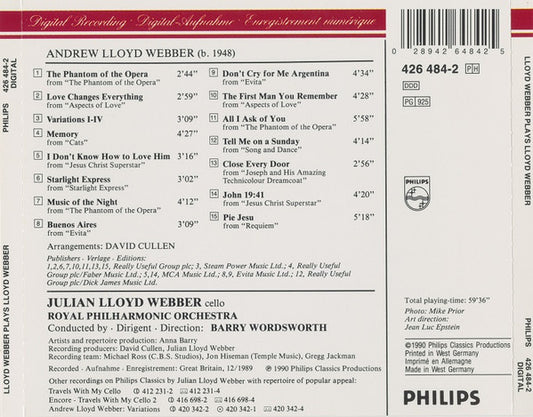 Digital Recording · Digital-Aufnahme · Enregistrement numérique
ANDREW LLOYD WEBBER (b. 1948)
1 The Phantom of the Opera 2'44"
from "The Phantom of the Opera"
2 Love Changes Everything 2'59"
from "Aspects of Love"
3 Variations I-IV 3'09"
4 Memory 4'27"
from "Cats"
5 I Don't Know How to Love Him 3'16"
from "Jesus Christ Superstar"
6 Starlight Express 3'02"
from "Starlight Express"
7 Music of the Night 4'12"
from "The Phantom of the Opera"
8 Buenos Aires 3'09"
from "Evita"
9 Don't Cry for Me Argentina 4'34"
from "Evita"
10 The First Man You Remember 4'28"
from "Aspects of Love"
11 All I Ask of You 5'58"
from "The Phantom of the Opera"
12 Tell Me on a Sunday 4'14"
from "Song and Dance"
13 Close Every Door 2'56"
from "Joseph and His Amazing
Technicolour Dreamcoat"
14 John 19:41 4'20"
from "Jesus Christ Superstar"
15 Pie Jesu 5'18"
from "Requiem"
Arrangements: DAVID CULLEN
Publishers · Verlage · Editions:
1,2,6,7,10,11,13,15, Really Useful Group plc; 3, Steam Power Music Ltd.; 4, Really Useful
Group plc/Faber Music Ltd.; 5,14, MCA Music Ltd.; 8,9, Evita Music Ltd.; 12, Really Useful
Group plc/Dick James Music Ltd.
JULIAN LLOYD WEBBER cello
ROYAL PHILHARMONIC ORCHESTRA
Conducted by · Dirigent · Direction: BARRY WORDSWORTH
Artists and repertoire production: Anna Barry
Recording producers: David Cullen, Julian Lloyd Webber
Recording team: Michael Ross (C.B.S. Studios), Jon Hiseman (Temple Music), Gregg Jackman
Recorded · Aufnahme · Enregistrement: Great Britain, 12/1989 ℗ 1990 Philips Classics Productions
Other recordings on Philips Classics by Julian Lloyd Webber with repertoire of popular appeal:
Travels With My Cello 412 231-2 412 231-4
Encore · Travels With My Cello 2 416 698-2 416 698-4
Andrew Lloyd Webber: Variations 420 342-2 420 342-1 420 342-4
0 28942 64842 5
426 484-2 PH
DDD
PG 925
PHILIPS
PHILIPS
Total playing-time: 59'36"
Photo: Mike Prior
Art direction:
Jean Luc Epstein
©1990 Philips Classics Productions
Printed in West Germany
Imprimé en Allemagne
Made in West Germany
LLOYD WEBBER PLAYS LLOYD WEBBER
PHILIPS 426 484-2
DIGITAL
LLOYD WEBBER PLAYS LLOYD WEBBER
PHILIPS 426 484-2
DIGITAL